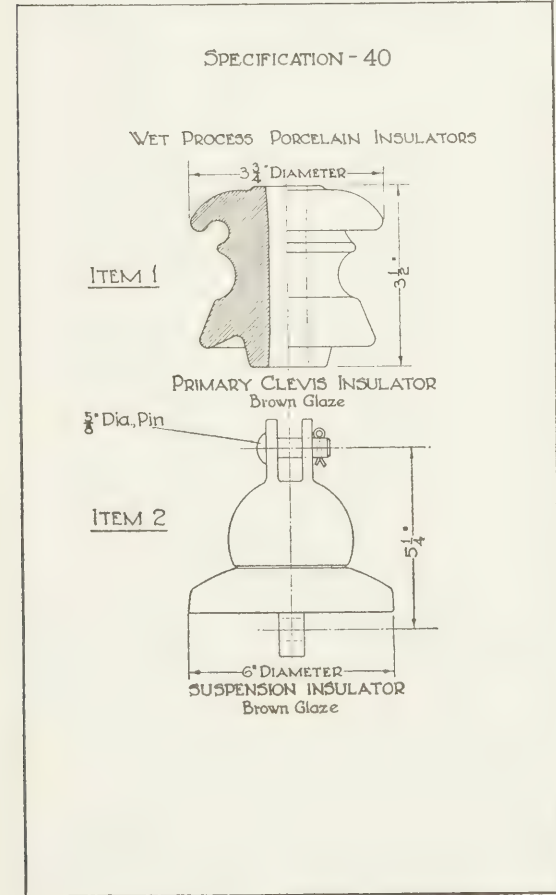 SPECIFICATION - 40
WET PROCESS PORCELAIN INSULATORS
3 3/4" DIAMETER
ITEM 1
3 1/2"
PRIMARY CLEVIS INSULATOR
Brown Glaze
5/8" Dia., Pin
ITEM 2
5 1/4"
6" DIAMETER
SUSPENSION INSULATOR
Brown Glaze